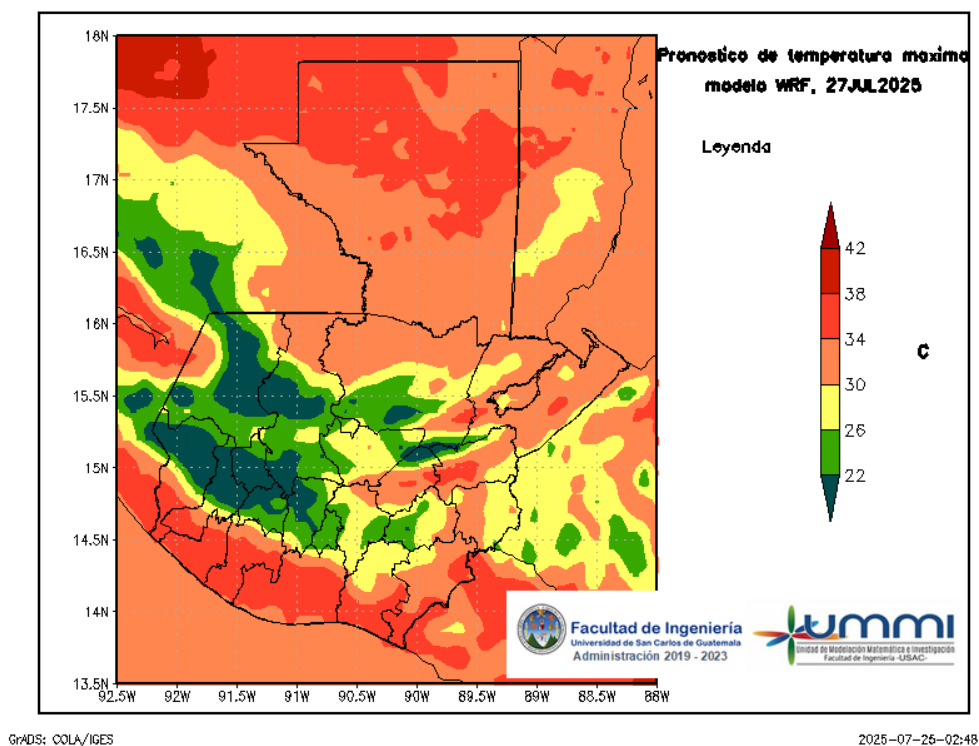 Pronostico de temperatura maxima
modelo WRF, 27JUL2025
Leyenda
42
38
34
30
26
22
C
18N
17.5N
17N
16.5N
16N
15.5N
15N
14.5N
14N
13.5N
92.5W
92W
91.5W
91W
90.5W
90W
89.5W
89W
88.5W
88W
Facultad de Ingeniería
Universidad de San Carlos de Guatemala
Administración 2019 - 2023
ummi
Unidad de Modelación Matemática e Investigación
Facultad de Ingeniería -USAC-
GrADS: COLA/IGES
2025-07-26-02:48